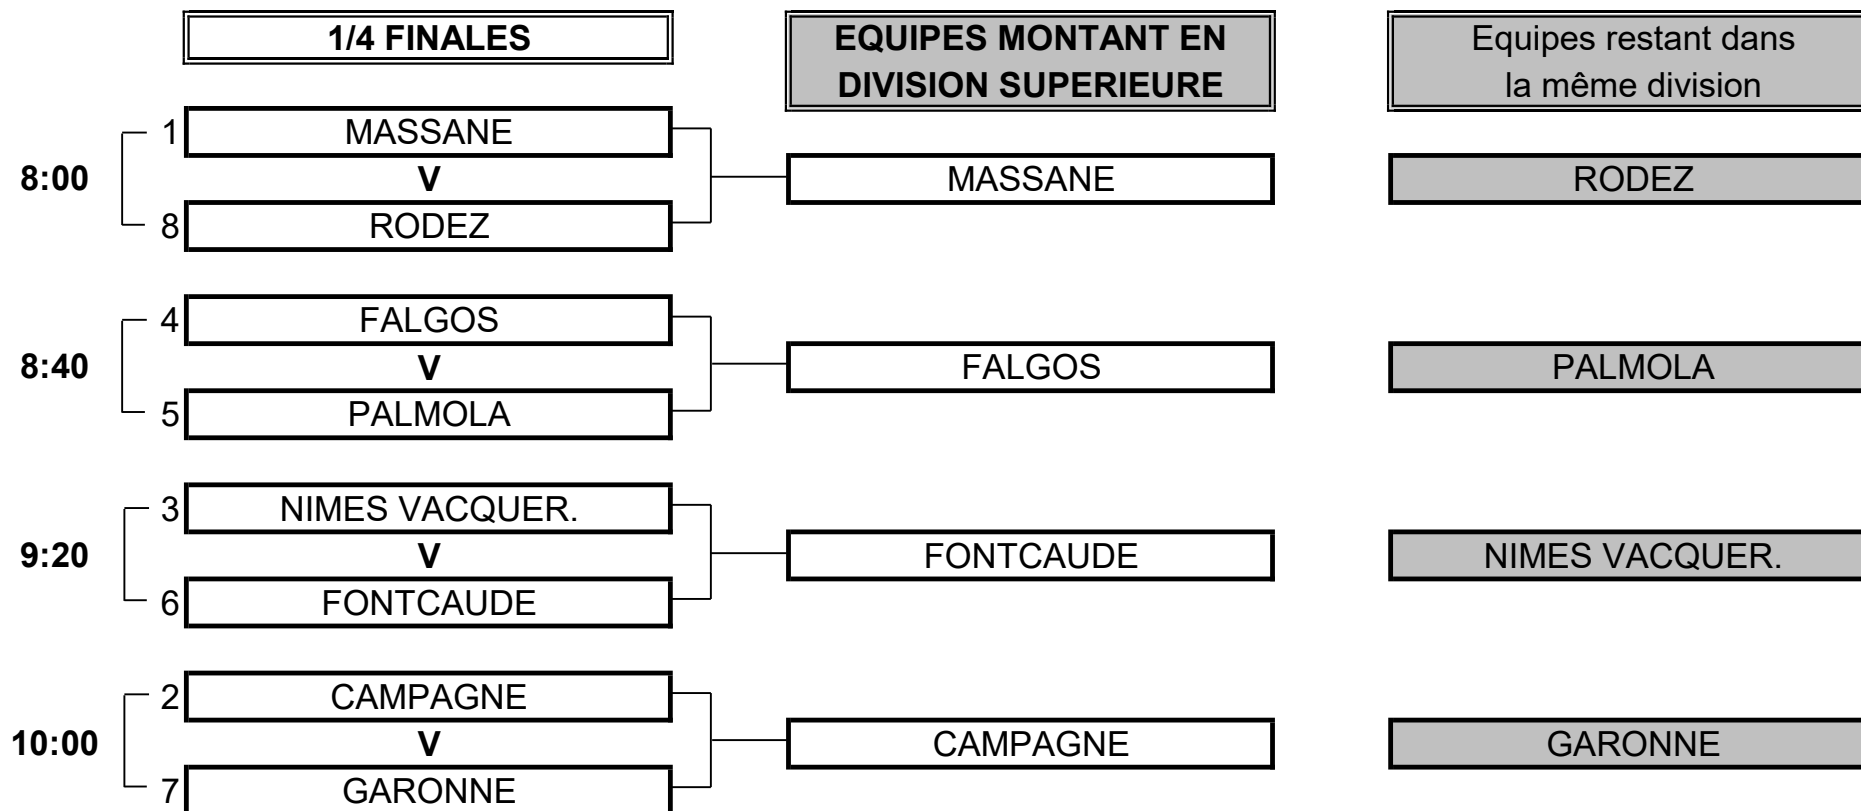 1/4 FINALES
EQUIPES MONTANT EN
DIVISION SUPERIEURE
Equipes restant dans
la même division
1 MASSANE
8:00 V MASSANE RODEZ
8 RODEZ
4 FALGOS
8:40 V FALGOS PALMOLA
5 PALMOLA
3 NIMES VACQUER.
9:20 V FONTCAUDE NIMES VACQUER.
6 FONTCAUDE
2 CAMPAGNE
10:00 V CAMPAGNE GARONNE
7 GARONNE